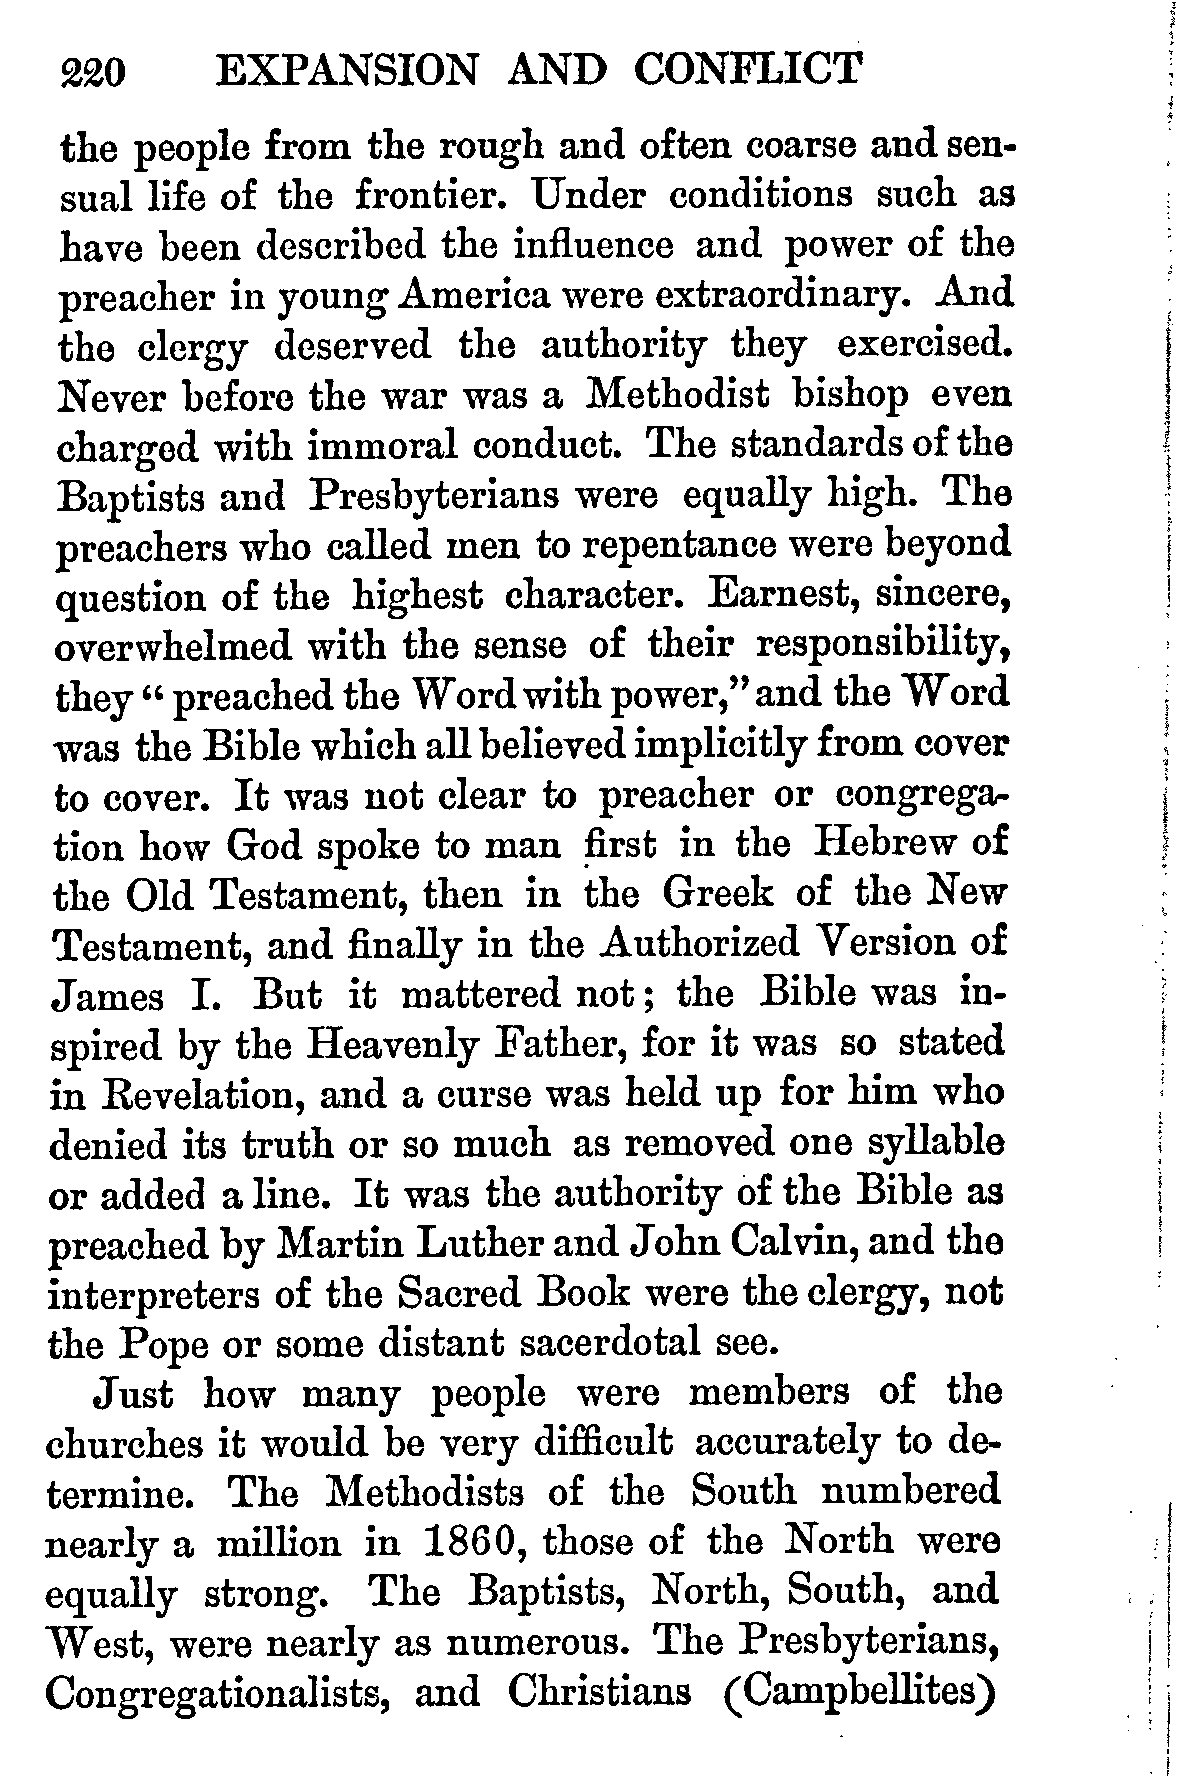 220 EXPANSION AND CONFLICT
the people from the rough and often coarse and sen-
sual life of the frontier. Under conditions such as
have been described the influence and power of the
preacher in young America were extraordinary. And
the clergy deserved the authority they exercised.
Never before the war was a Methodist bishop even
charged with immoral conduct. The standards of the
Baptists and Presbyterians were equally high. The
preachers who called men to repentance were beyond
question of the highest character. Earnest, sincere,
overwhelmed with the sense of their responsibility,
they “preached the Word with power,” and the Word
was the Bible which all believed implicitly from cover
to cover. It was not clear to preacher or congrega-
tion how God spoke to man first in the Hebrew of
the Old Testament, then in the Greek of the New
Testament, and finally in the Authorized Version of
James I. But it mattered not; the Bible was in-
spired by the Heavenly Father, for it was so stated
in Revelation, and a curse was held up for him who
denied its truth or so much as removed one syllable
or added a line. It was the authority of the Bible as
preached by Martin Luther and John Calvin, and the
interpreters of the Sacred Book were the clergy, not
the Pope or some distant sacerdotal see.
Just how many people were members of the
churches it would be very difficult accurately to de-
termine. The Methodists of the South numbered
nearly a million in 1860, those of the North were
equally strong. The Baptists, North, South, and
West, were nearly as numerous. The Presbyterians,
Congregationalists, and Christians (Campbellites)